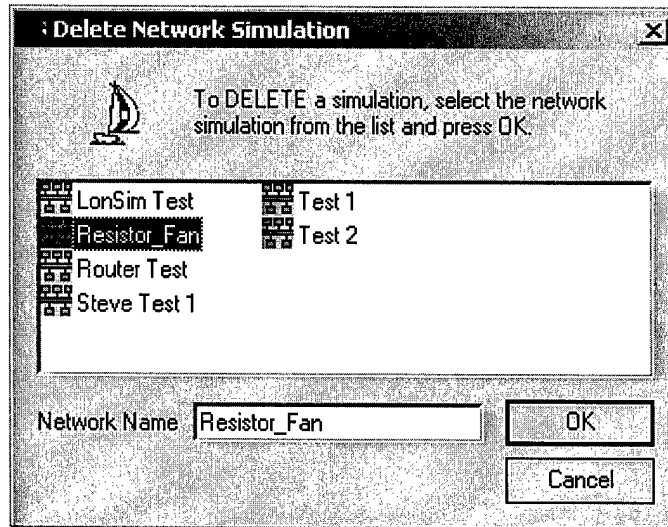 Delete Network Simulation
To DELETE a simulation, select the network
simulation from the list and press OK.
LonSim Test
Resistor_Fan
Router Test
Steve Test 1
Test 1
Test 2
Network Name Resistor_Fan
OK
Cancel